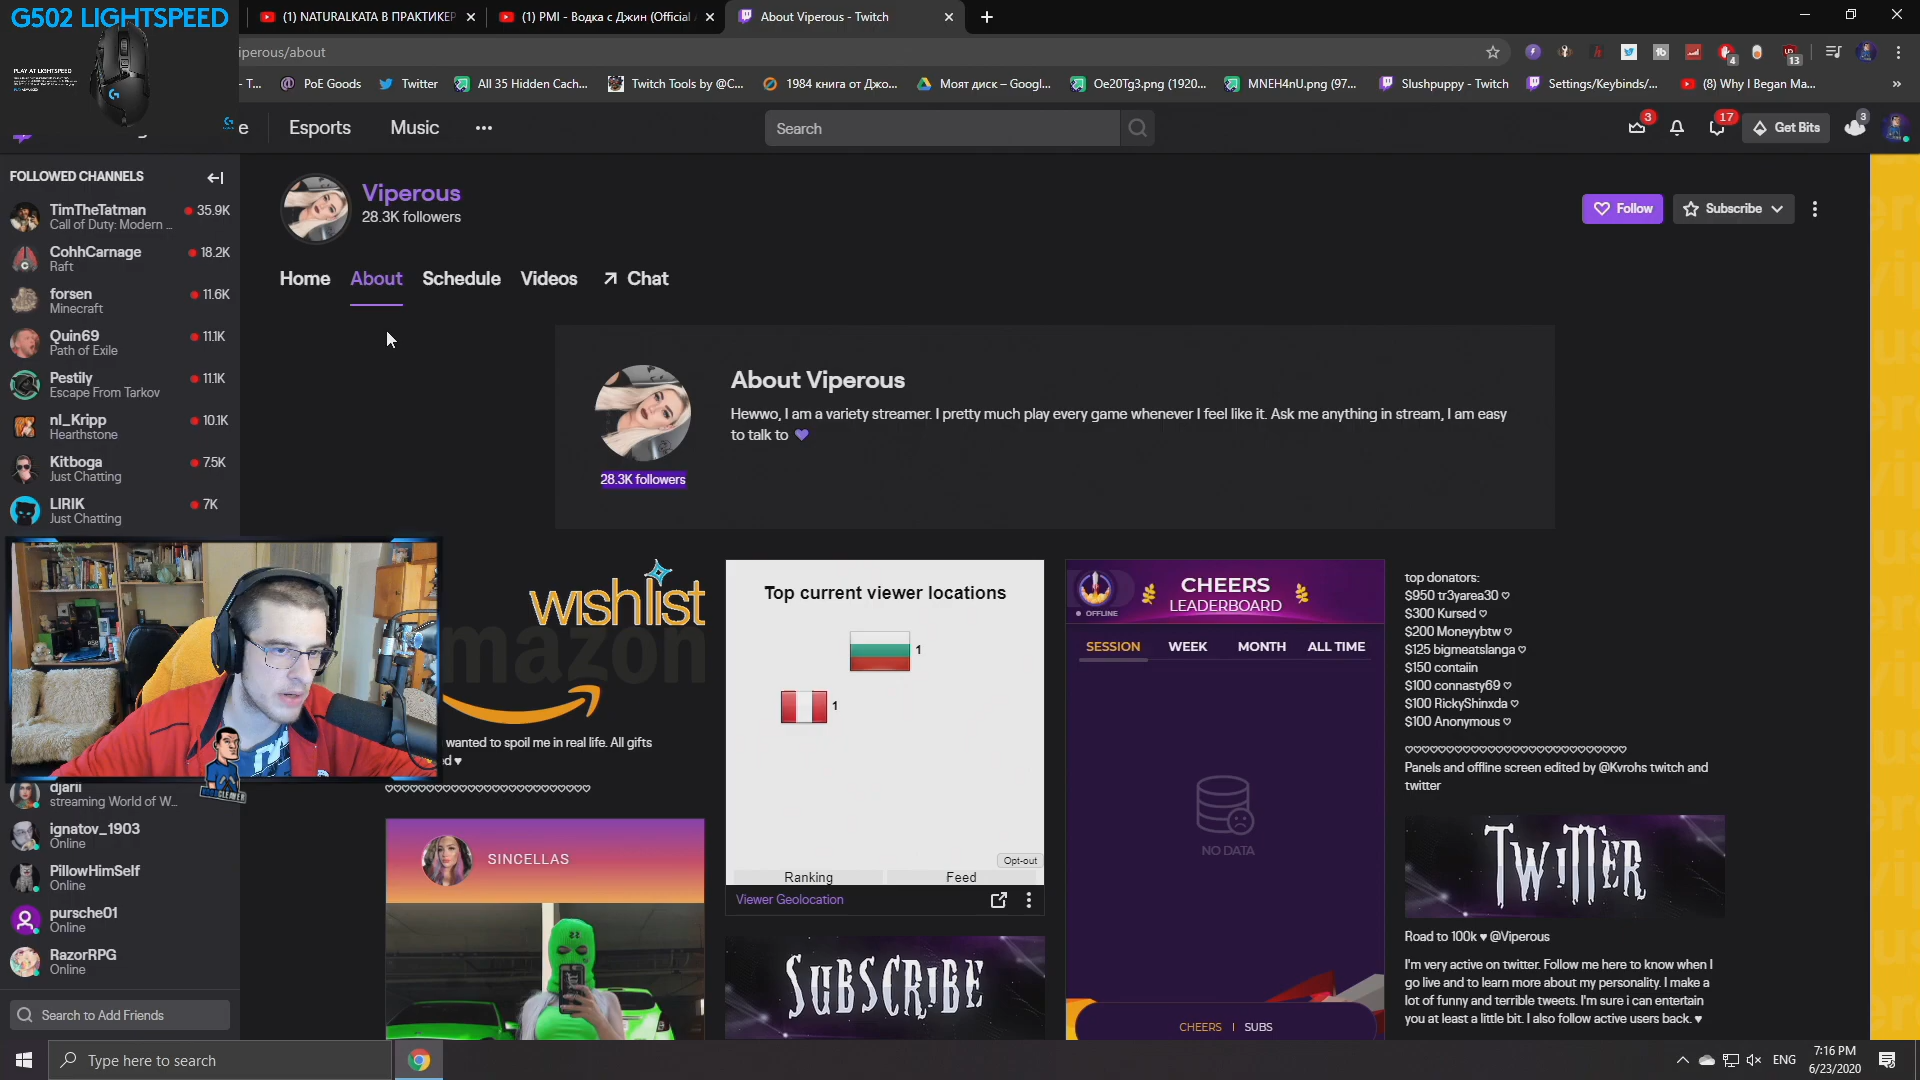 G502 LIGHTSPEED
PLAY AT LIGHTSPEED
(1) NATURALKATA В ПРАКТИКЕР
(1) PMI - Водка с Джин (Official
About Viperous - Twitch
iperous/about
- T...
PoE Goods
Twitter
All 35 Hidden Cach...
Twitch Tools by @C...
1984 книга от Джо...
Моят диск – Googl...
Oe20Tg3.png (1920...
MNEH4nU.png (97...
Slushpuppy - Twitch
Settings/Keybinds/...
(8) Why I Began Ma...
4
13
»
e
Esports
Music
Search
3
17
Get Bits
3
FOLLOWED CHANNELS
TimTheTatman
35.9K
Call of Duty: Modern ...
CohhCarnage
18.2K
Raft
forsen
11.6K
Minecraft
Quin69
11.1K
Path of Exile
Pestily
11.1K
Escape From Tarkov
nl_Kripp
10.1K
Hearthstone
Kitboga
7.5K
Just Chatting
LIRIK
7K
Just Chatting
djarii
streaming World of W...
ignatov_1903
Online
PillowHimSelf
Online
pursche01
Online
RazorRPG
Online
Search to Add Friends
Viperous
28.3K followers
Follow
Subscribe
Home
About
Schedule
Videos
Chat
About Viperous
Hewwo, I am a variety streamer. I pretty much play every game whenever I feel like it. Ask me anything in stream, I am easy
to talk to 💜
28.3K followers
wishlist
amazon
wanted to spoil me in real life. All gifts
ed ♥
♡♡♡♡♡♡♡♡♡♡♡♡♡♡♡♡♡♡♡♡♡♡♡♡♡
SINCELLAS
Top current viewer locations
1
1
Opt-out
Ranking
Feed
Viewer Geolocation
SUBSCRIBE
OFFLINE
CHEERS
LEADERBOARD
SESSION
WEEK
MONTH
ALL TIME
NO DATA
CHEERS | SUBS
top donators:
$950 tr3yarea30 ♡
$300 Kursed ♡
$200 Moneyybtw ♡
$125 bigmeatslanga ♡
$150 contaiin
$100 connasty69 ♡
$100 RickyShinxda ♡
$100 Anonymous ♡
♡♡♡♡♡♡♡♡♡♡♡♡♡♡♡♡♡♡♡♡♡♡♡♡♡♡♡
Panels and offline screen edited by @Kvrohs twitch and
twitter
TWITTER
Road to 100k ♥ @Viperous
I'm very active on twitter. Follow me here to know when I
go live and to learn more about my personality. I make a
lot of funny and terrible tweets. I'm sure i can entertain
you at least a little bit. I also follow active users back. ♥
Type here to search
ENG
7:16 PM
6/23/2020